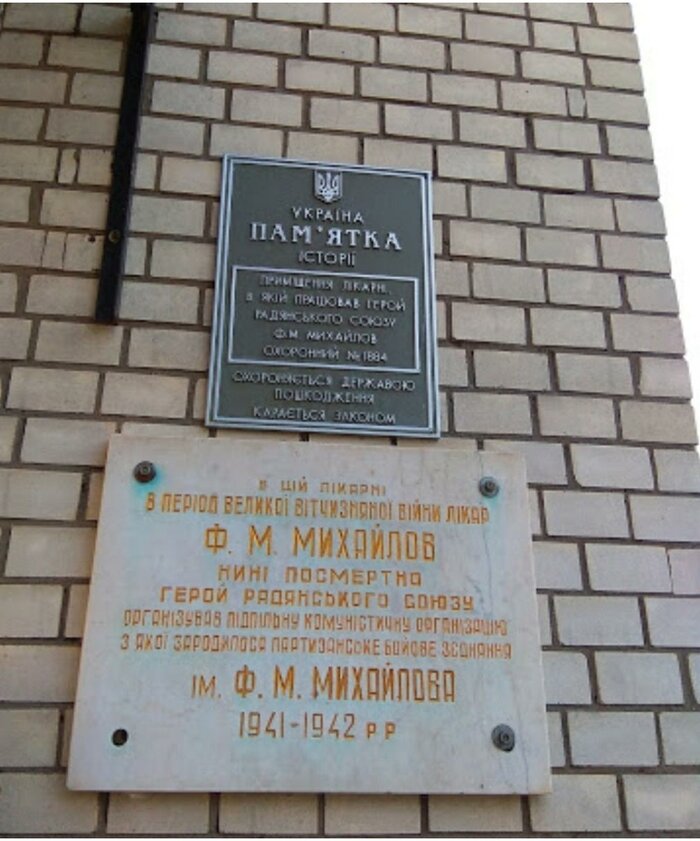 УКРАЇНА
ПАМ'ЯТКА
ІСТОРІЇ
ПРИМІЩЕННЯ ЛІКАРНІ,
В ЯКІЙ ПРАЦЮВАВ ГЕРОЙ
РАДЯНСЬКОГО СОЮЗУ
Ф.М. МИХАЙЛОВ
ОХОРОННИЙ № 1884
ОХОРОНЯЄТЬСЯ ДЕРЖАВОЮ
ПОШКОДЖЕННЯ
КАРАЄТЬСЯ ЗАКОНОМ
В ЦІЙ ЛІКАРНІ
В ПЕРІОД ВЕЛИКОЇ ВІТЧИЗНЯНОЇ ВІЙНИ ЛІКАР
Ф. М. МИХАЙЛОВ
НИНІ ПОСМЕРТНО
ГЕРОЙ РАДЯНСЬКОГО СОЮЗУ
ОРГАНІЗУВАВ ПІДПІЛЬНУ КОМУНІСТИЧНУ ОРГАНІЗАЦІЮ
З ЯКОЇ ЗАРОДИЛОСЯ ПАРТИЗАНСЬКЕ БОЙОВЕ ЗЄДНАННЯ
ІМ. Ф. М. МИХАЙЛОВА
1941-1942 Р Р